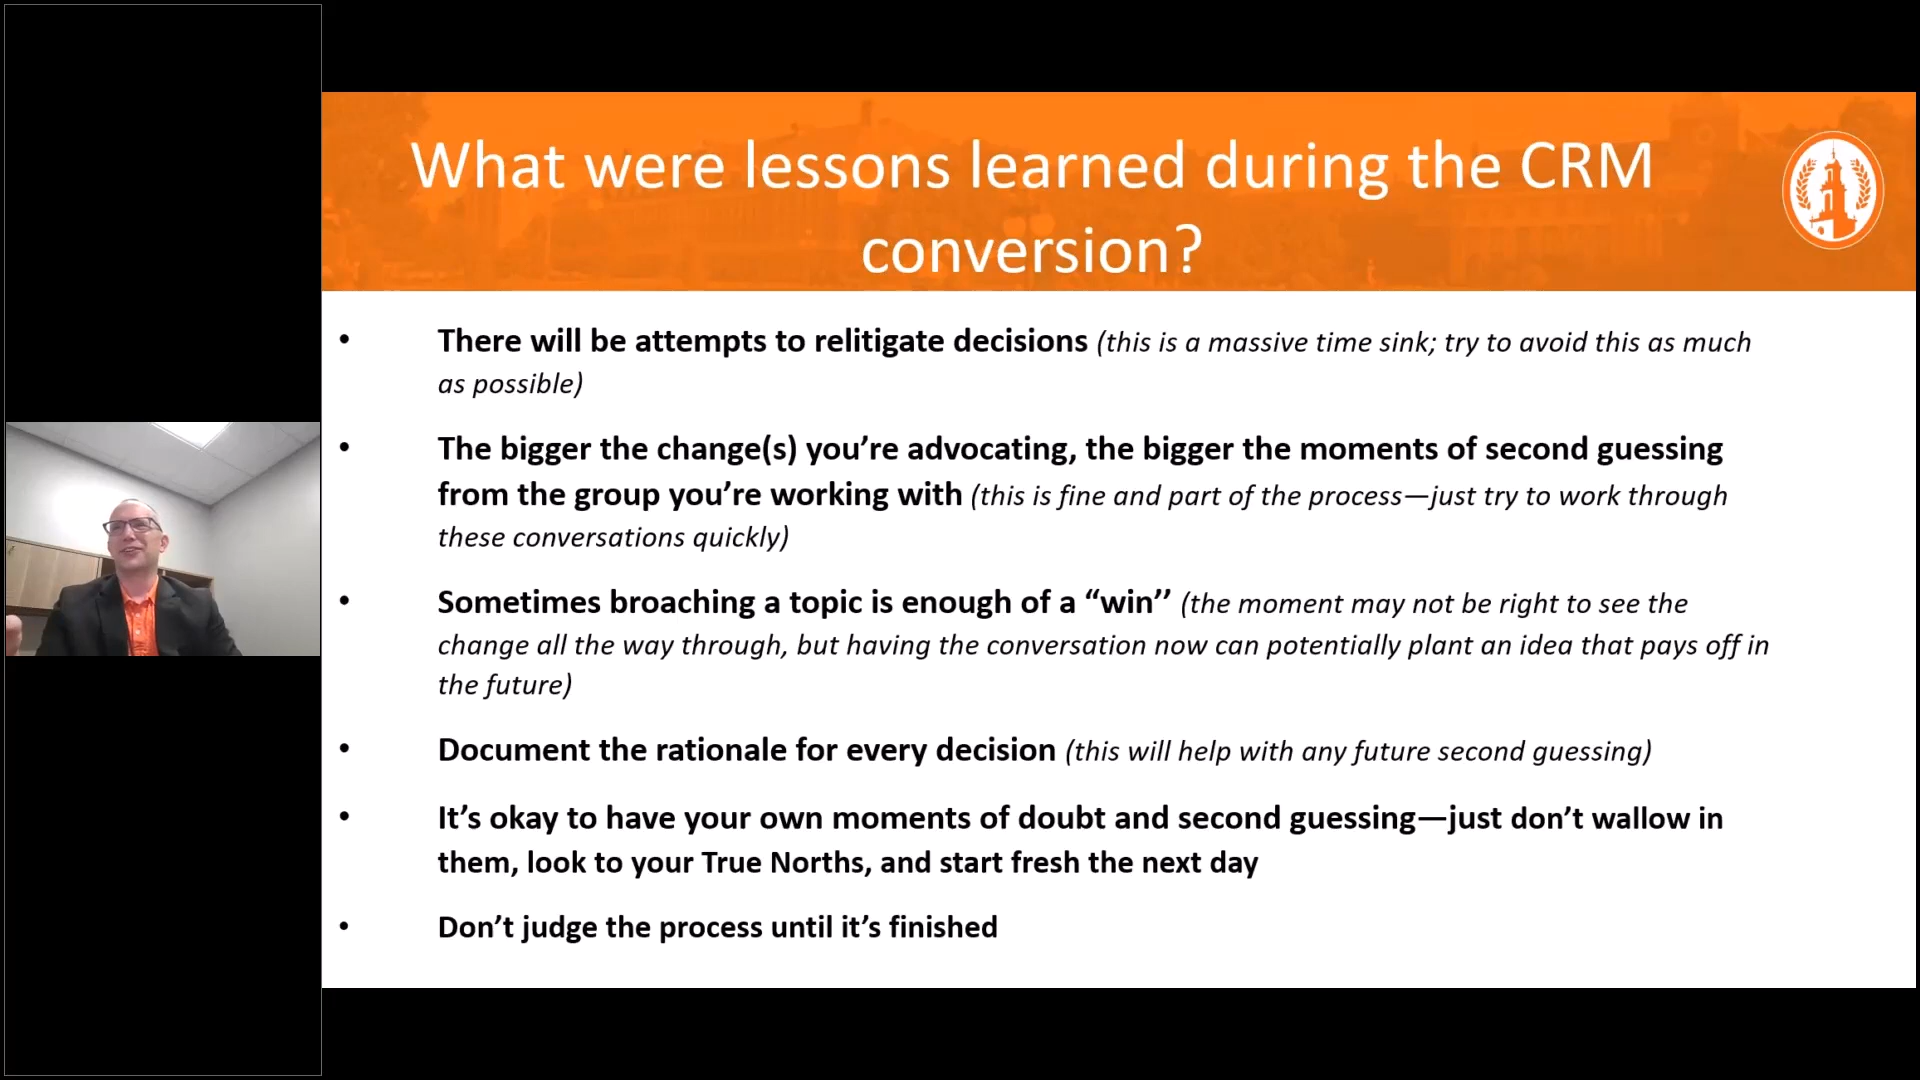 What were lessons learned during the CRM
conversion?
• There will be attempts to relitigate decisions (this is a massive time sink; try to avoid this as much
as possible)
• The bigger the change(s) you’re advocating, the bigger the moments of second guessing
from the group you’re working with (this is fine and part of the process—just try to work through
these conversations quickly)
• Sometimes broaching a topic is enough of a “win’’ (the moment may not be right to see the
change all the way through, but having the conversation now can potentially plant an idea that pays off in
the future)
• Document the rationale for every decision (this will help with any future second guessing)
• It’s okay to have your own moments of doubt and second guessing—just don’t wallow in
them, look to your True Norths, and start fresh the next day
• Don’t judge the process until it’s finished